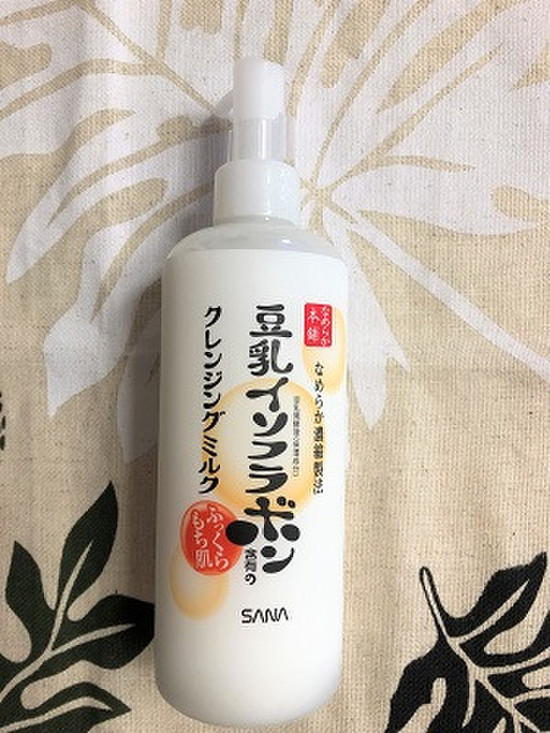 なめらか
本舗
なめらか濃縮製法
豆乳イソフラボン
含有の
クレンジングミルク
ふっくら
もち肌
SANA